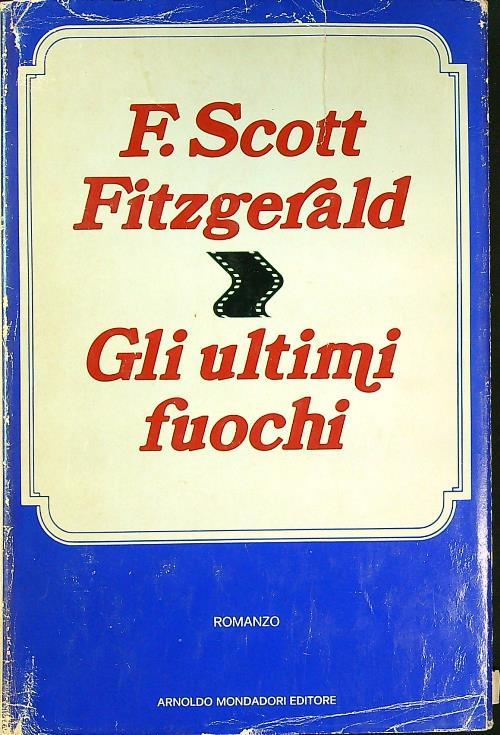 F. Scott
Fitzgerald
Gli ultimi
fuochi
ROMANZO
ARNOLDO MONDADORI EDITORE